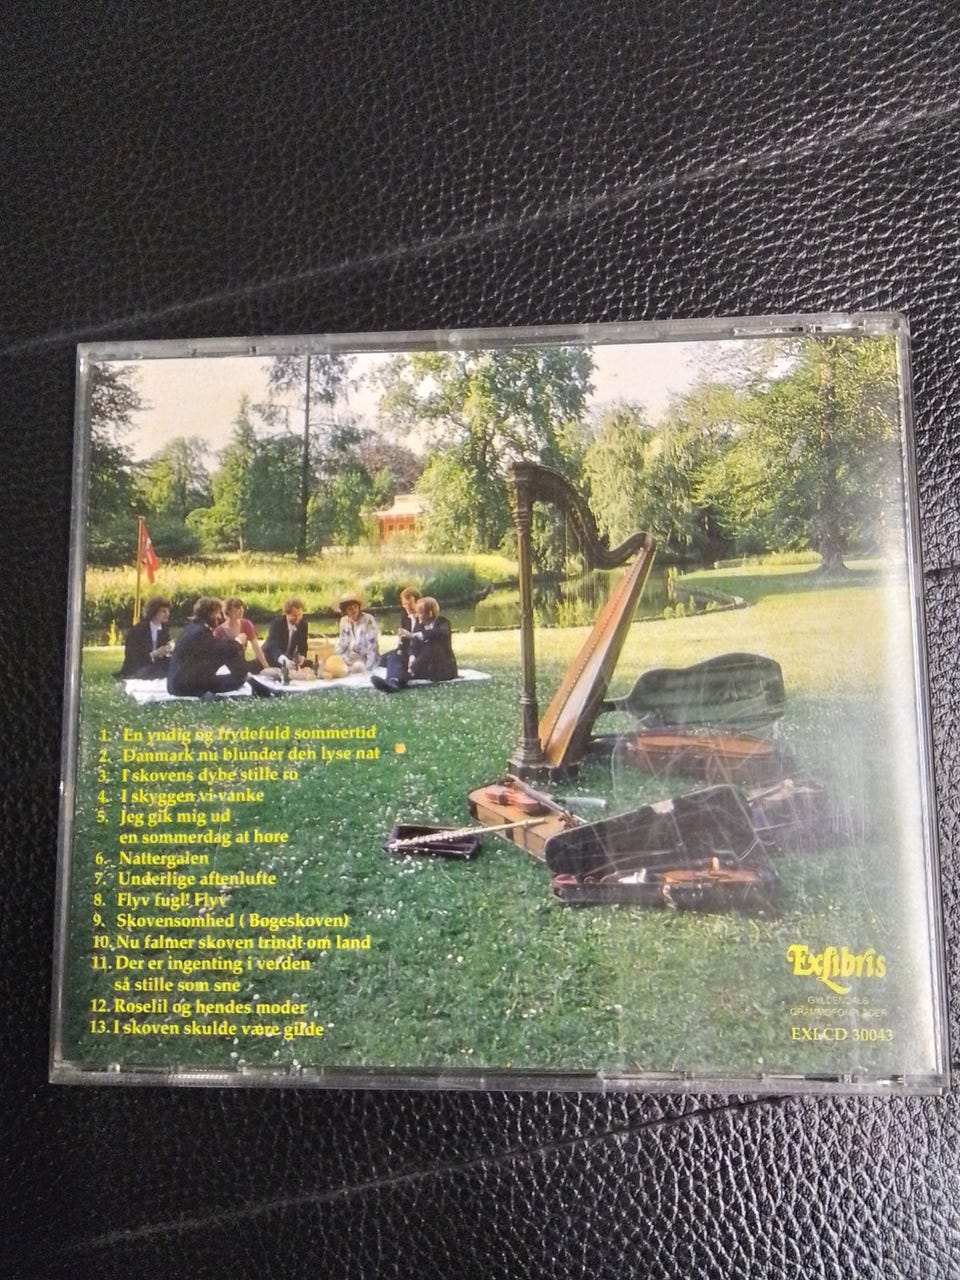 1. En yndig og frydefuld sommertid
2. Danmark nu blunder den lyse nat
3. I skovens dybe stille ro
4. I skyggen vi vanke
5. Jeg gik mig ud
en sommerdag at høre
6. Nattergalen
7. Underlige aftenlufte
8. Flyv fugl! Flyv
9. Skovensomhed ( Bøgeskoven)
10. Nu falmer skoven trindt om land
11. Der er ingenting i verden
så stille som sne
12. Roselil og hendes moder
13. I skoven skulde være gilde
Exlibris
GYLDENDALS
GRAMMOFONPLADER
EXLCD 30043